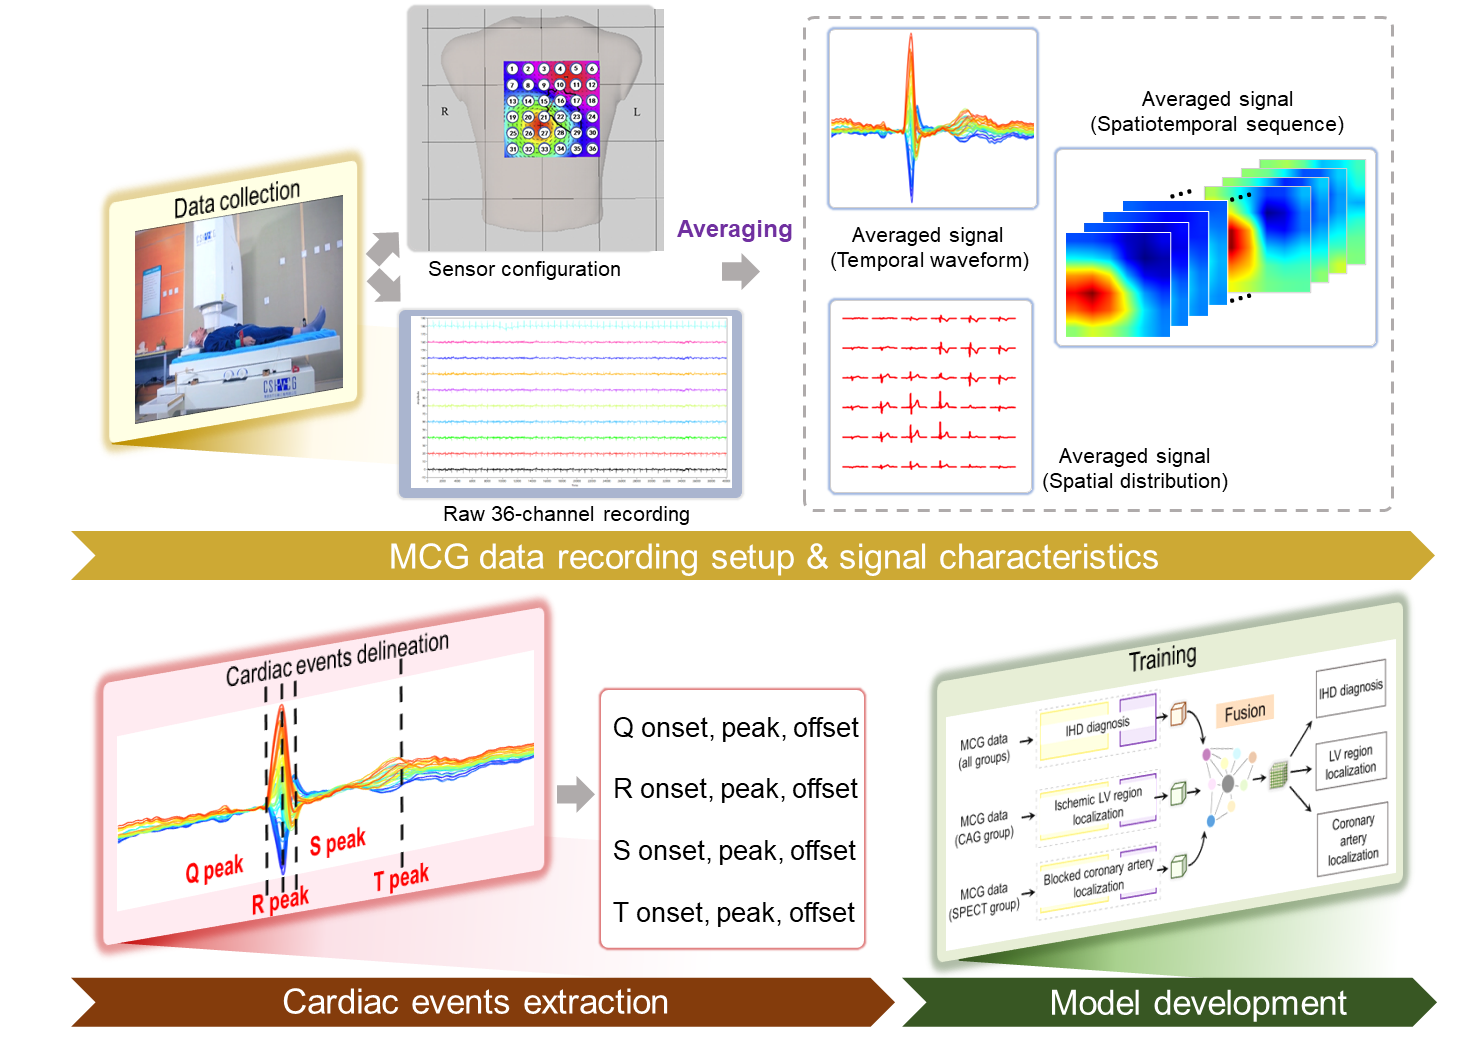 Data collection
R
L
1 2 3 4 5 6
7 8 9 10 11 12
13 14 15 16 17 18
19 20 21 22 23 24
25 26 27 28 29 30
31 32 33 34 35 36
Sensor configuration
Raw 36-channel recording
Averaging
Averaged signal
(Temporal waveform)
Averaged signal
(Spatiotemporal sequence)
Averaged signal
(Spatial distribution)
MCG data recording setup & signal characteristics
Cardiac events delineation
Q peak
R peak
S peak
T peak
Q onset, peak, offset
R onset, peak, offset
S onset, peak, offset
T onset, peak, offset
Cardiac events extraction
Training
MCG data
(all groups)
IHD diagnosis
MCG data
(CAG group)
Ischemic LV region
localization
MCG data
(SPECT group)
Blocked coronary artery
localization
Fusion
IHD diagnosis
LV region
localization
Coronary
artery
localization
Model development